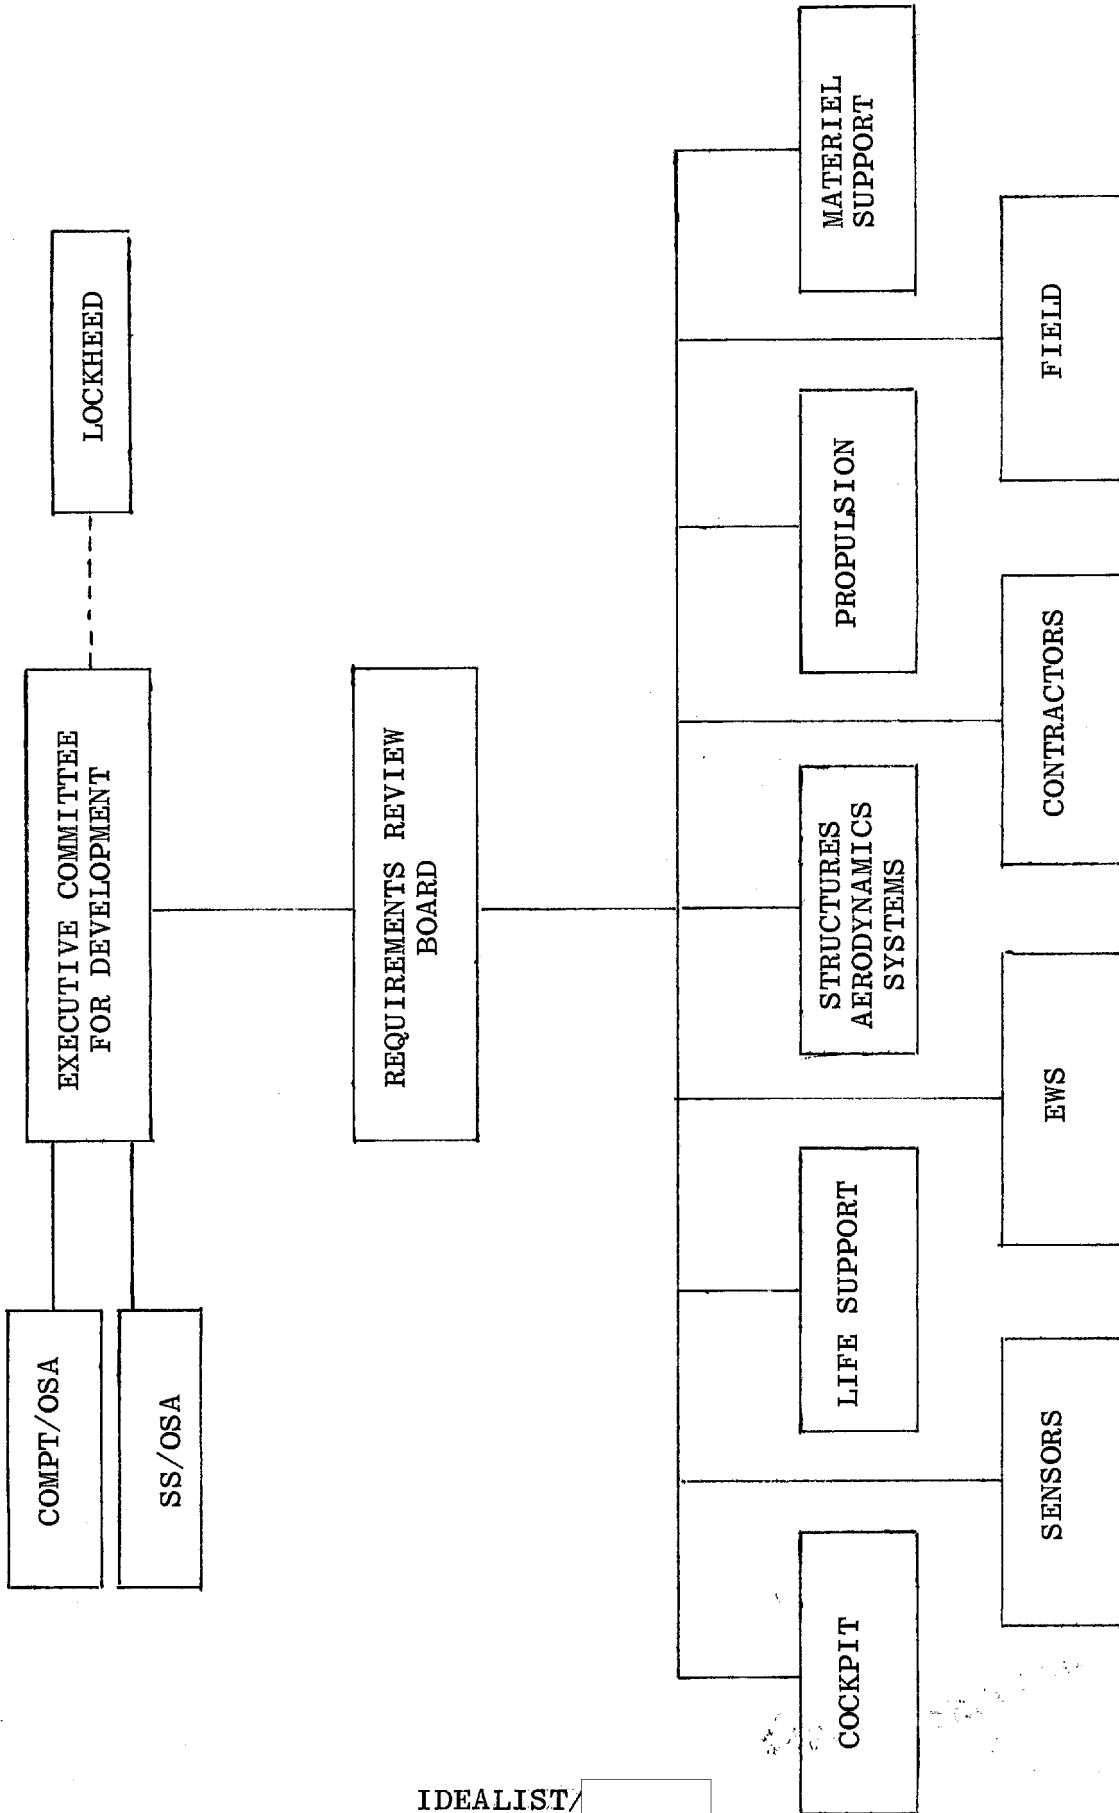 COMPT/OSA
SS/OSA
EXECUTIVE COMMITTEE
FOR DEVELOPMENT
LOCKHEED
REQUIREMENTS REVIEW
BOARD
COCKPIT
LIFE SUPPORT
STRUCTURES
AERODYNAMICS
SYSTEMS
PROPULSION
MATERIEL
SUPPORT
SENSORS
EWS
CONTRACTORS
FIELD
IDEALIST/